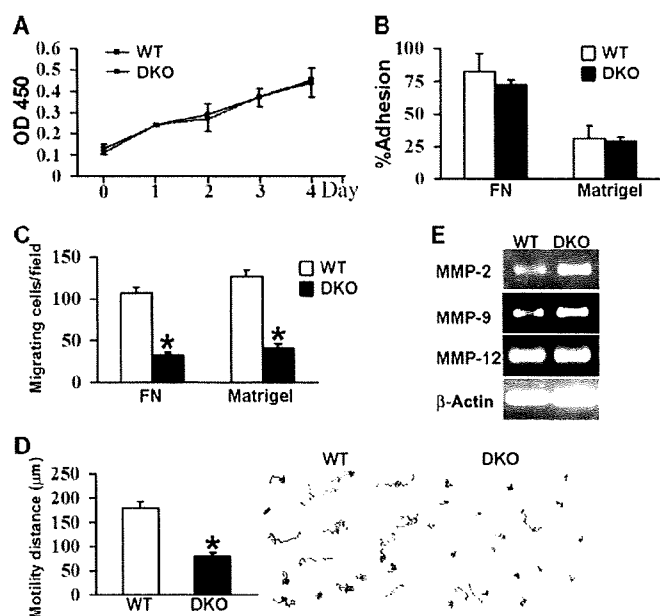 A
OD 450
0.6
0.5
0.4
0.3
0.2
0.1
0
WT
DKO
0 1 2 3 4 Day
B
%Adhesion
100
75
50
25
0
WT
DKO
FN Matrigel
C
Migrating cells/field
150
100
50
0
WT
DKO
* *
FN Matrigel
E
WT DKO
MMP-2
MMP-9
MMP-12
β-Actin
D
Motility distance (μm)
250
200
150
100
50
0
*
WT DKO
WT DKO